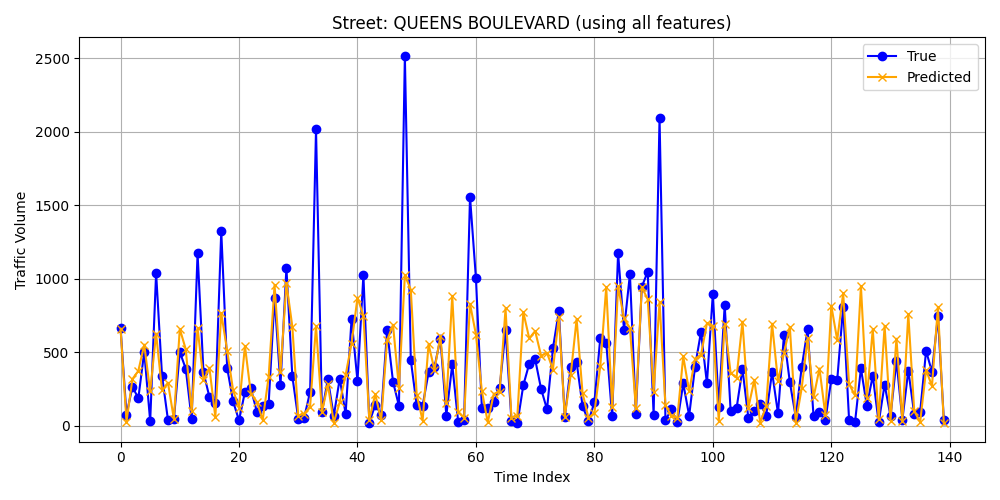 Street: QUEENS BOULEVARD (using all features)
True
Predicted
Traffic Volume
2500
2000
1500
1000
500
0
0 20 40 60 80 100 120 140
Time Index